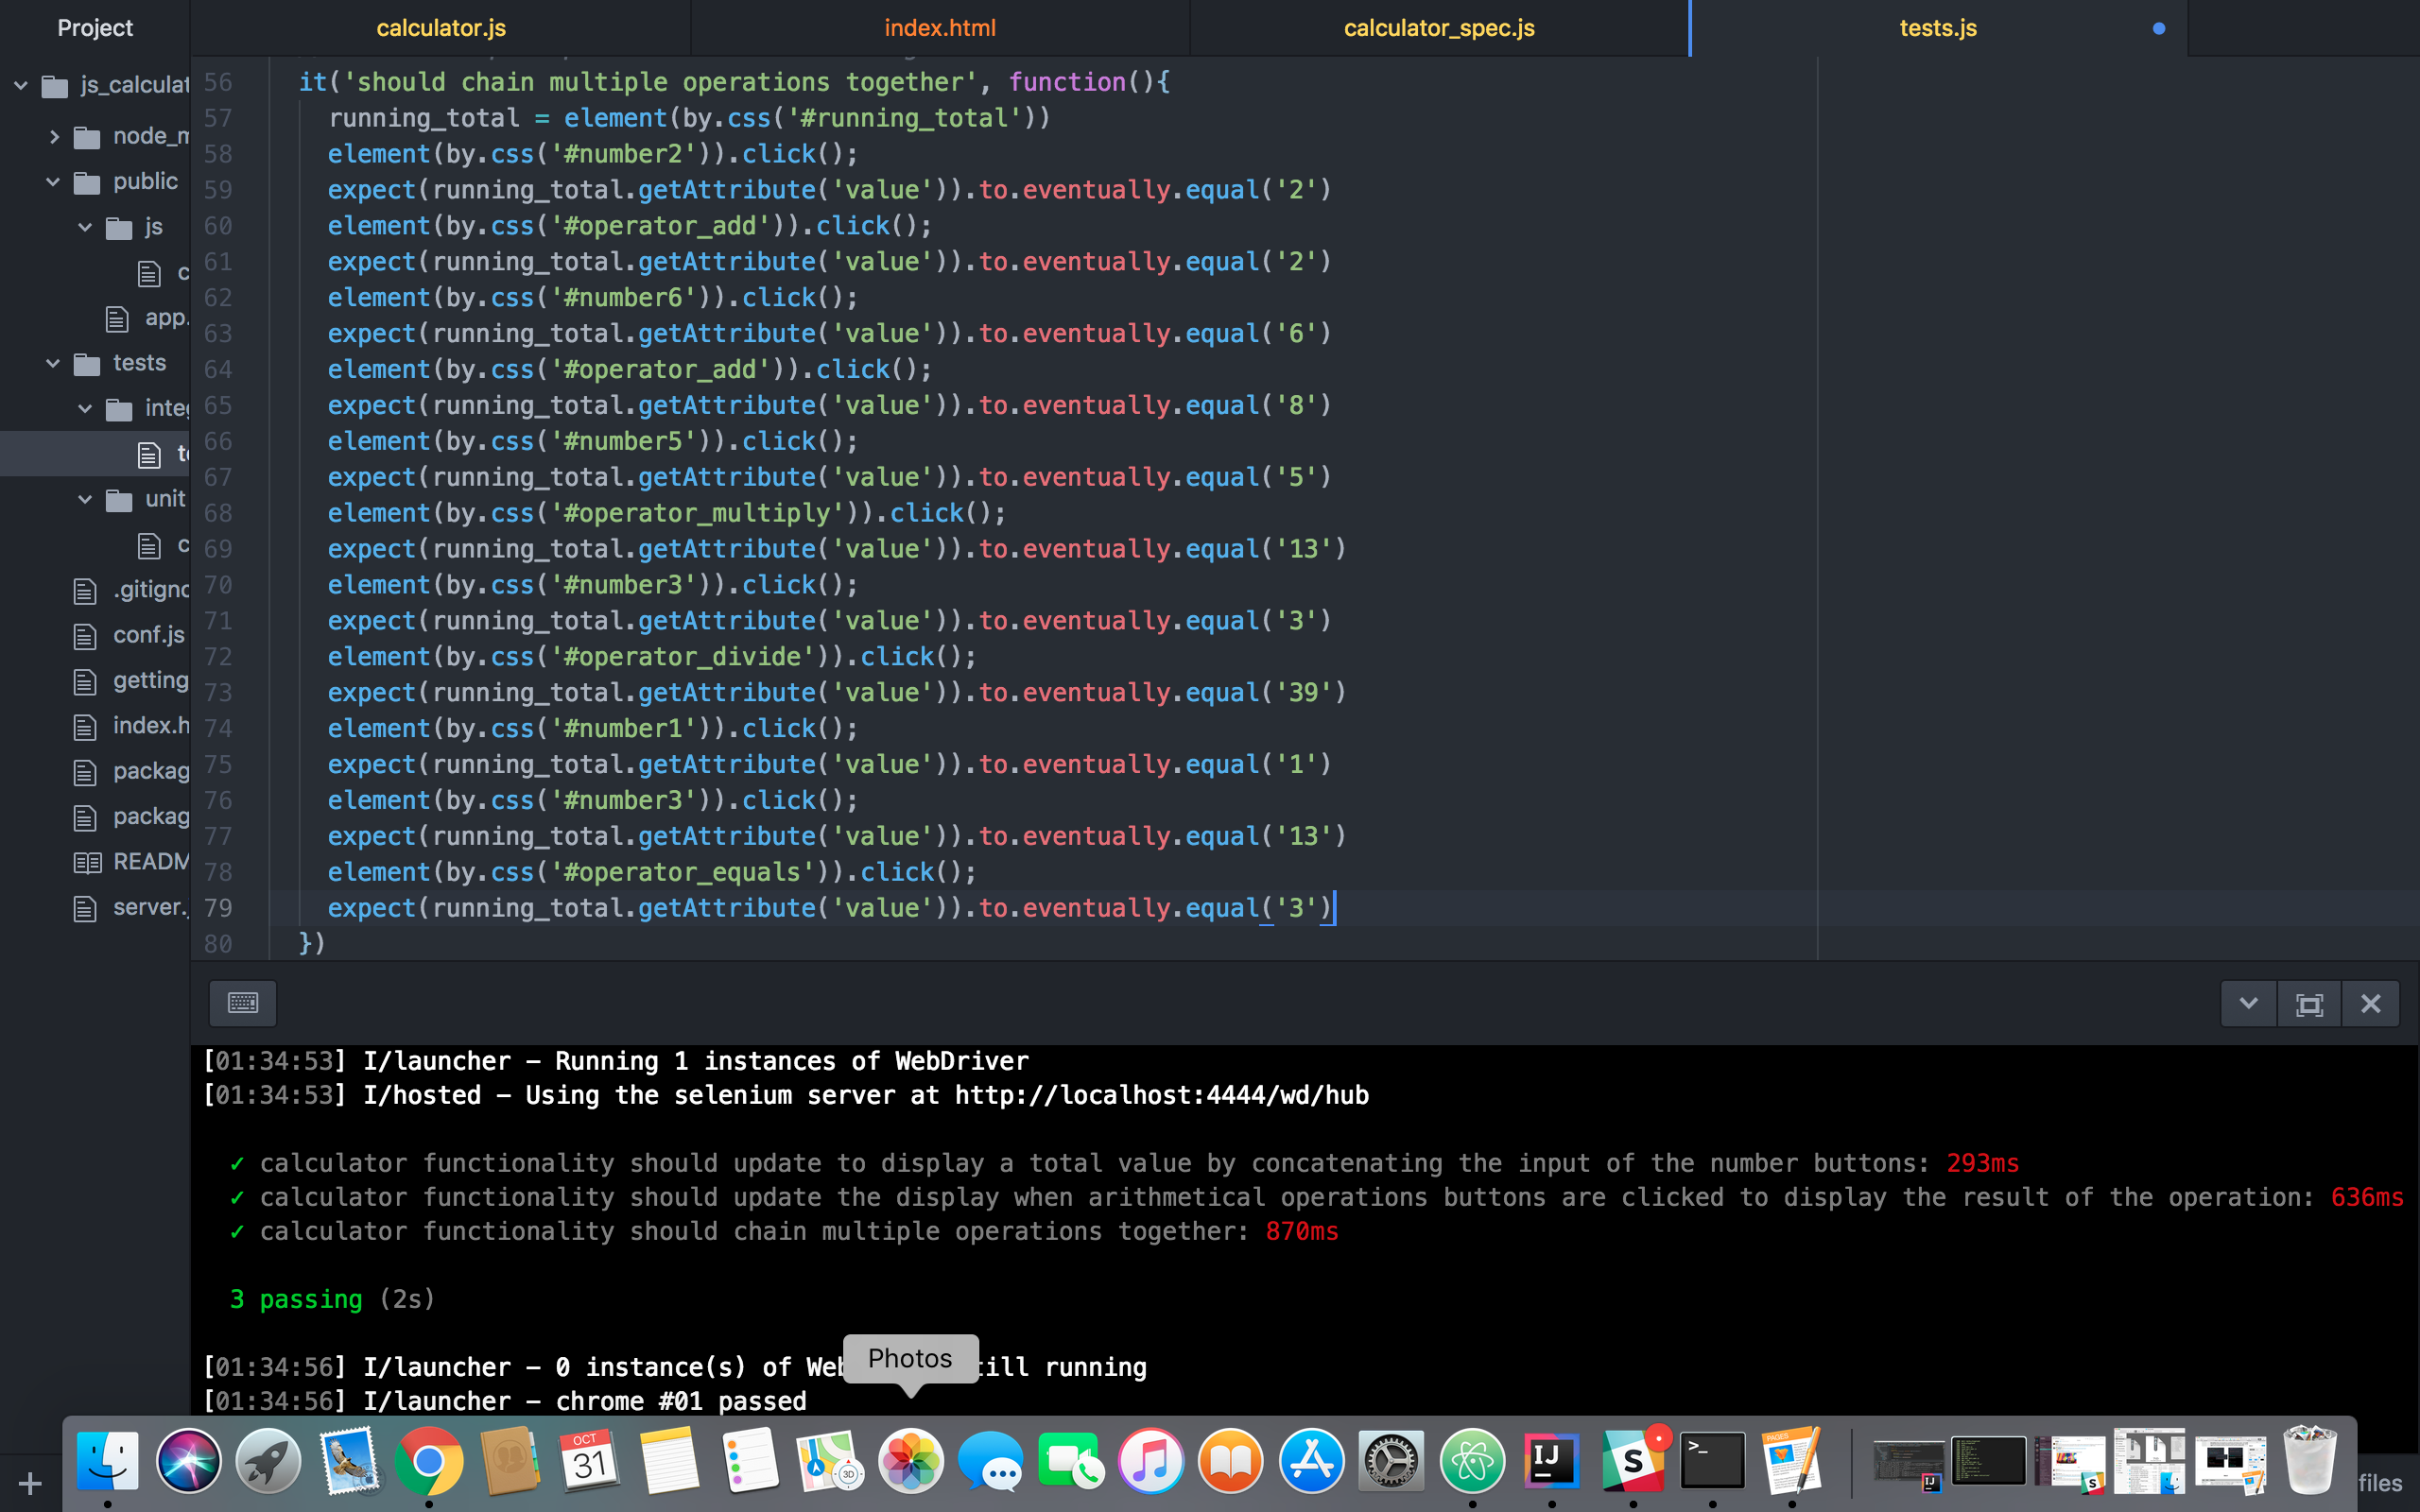 Project
calculator.js
index.html
calculator_spec.js
tests.js
js_calculat
node_m
public
js
c
app.
tests
integ
te
unit
c
.gitigno
conf.js
getting
index.h
packag
packag
READM
server.
56 it('should chain multiple operations together', function(){
57 running_total = element(by.css('#running_total'))
58 element(by.css('#number2')).click();
59 expect(running_total.getAttribute('value')).to.eventually.equal('2')
60 element(by.css('#operator_add')).click();
61 expect(running_total.getAttribute('value')).to.eventually.equal('2')
62 element(by.css('#number6')).click();
63 expect(running_total.getAttribute('value')).to.eventually.equal('6')
64 element(by.css('#operator_add')).click();
65 expect(running_total.getAttribute('value')).to.eventually.equal('8')
66 element(by.css('#number5')).click();
67 expect(running_total.getAttribute('value')).to.eventually.equal('5')
68 element(by.css('#operator_multiply')).click();
69 expect(running_total.getAttribute('value')).to.eventually.equal('13')
70 element(by.css('#number3')).click();
71 expect(running_total.getAttribute('value')).to.eventually.equal('3')
72 element(by.css('#operator_divide')).click();
73 expect(running_total.getAttribute('value')).to.eventually.equal('39')
74 element(by.css('#number1')).click();
75 expect(running_total.getAttribute('value')).to.eventually.equal('1')
76 element(by.css('#number3')).click();
77 expect(running_total.getAttribute('value')).to.eventually.equal('13')
78 element(by.css('#operator_equals')).click();
79 expect(running_total.getAttribute('value')).to.eventually.equal('3')
80 })
[01:34:53] I/launcher – Running 1 instances of WebDriver
[01:34:53] I/hosted – Using the selenium server at http://localhost:4444/wd/hub
✓ calculator functionality should update to display a total value by concatenating the input of the number buttons: 293ms
✓ calculator functionality should update the display when arithmetical operations buttons are clicked to display the result of the operation: 636ms
✓ calculator functionality should chain multiple operations together: 870ms
3 passing (2s)
[01:34:56] I/launcher – 0 instance(s) of Web till running
Photos
[01:34:56] I/launcher – chrome #01 passed
OCT
31
3D
IJ
S
>_
PAGES
files